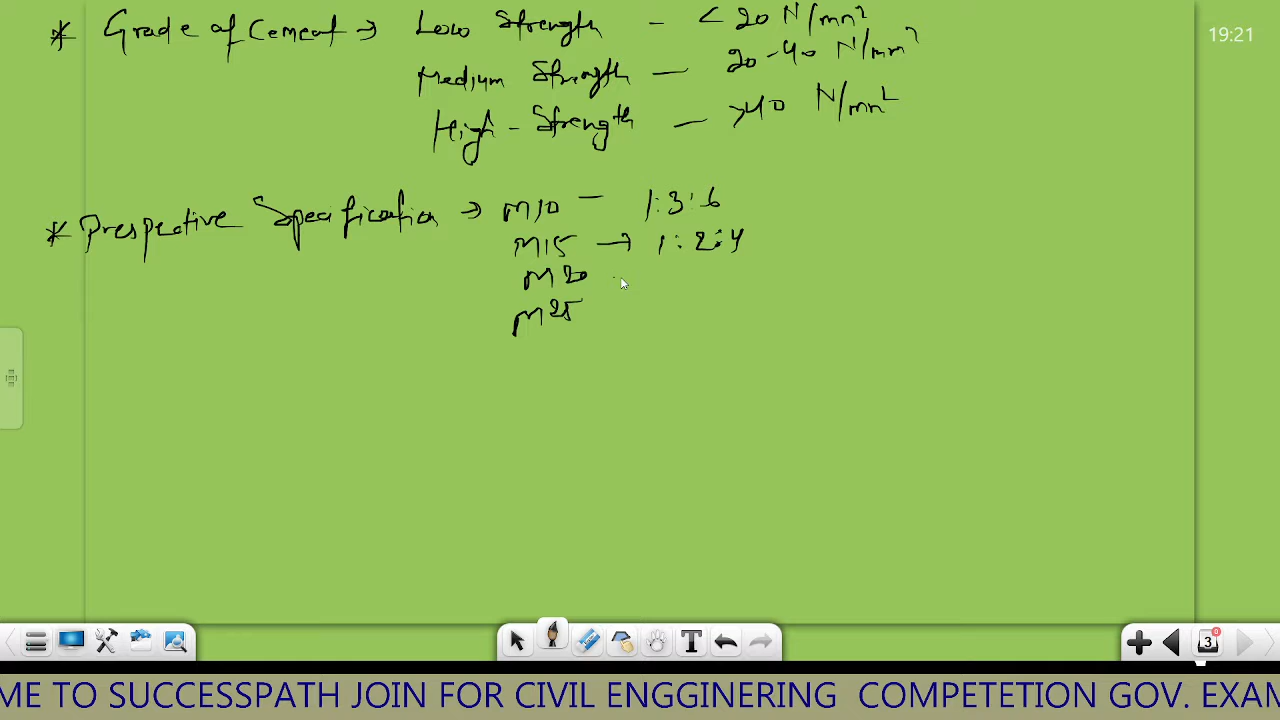 * Grade of Cement → Low Strength - < 20 N/mm²
Medium Strength — 20-40 N/mm²
High - Strength — >40 N/mm²
* Prespective Specification → M10 - 1:3:6
M15 → 1:2:4
M20
M25
19:21
T
3
0
ME TO SUCCESSPATH JOIN FOR CIVIL ENGGINERING COMPETETION GOV. EXAM